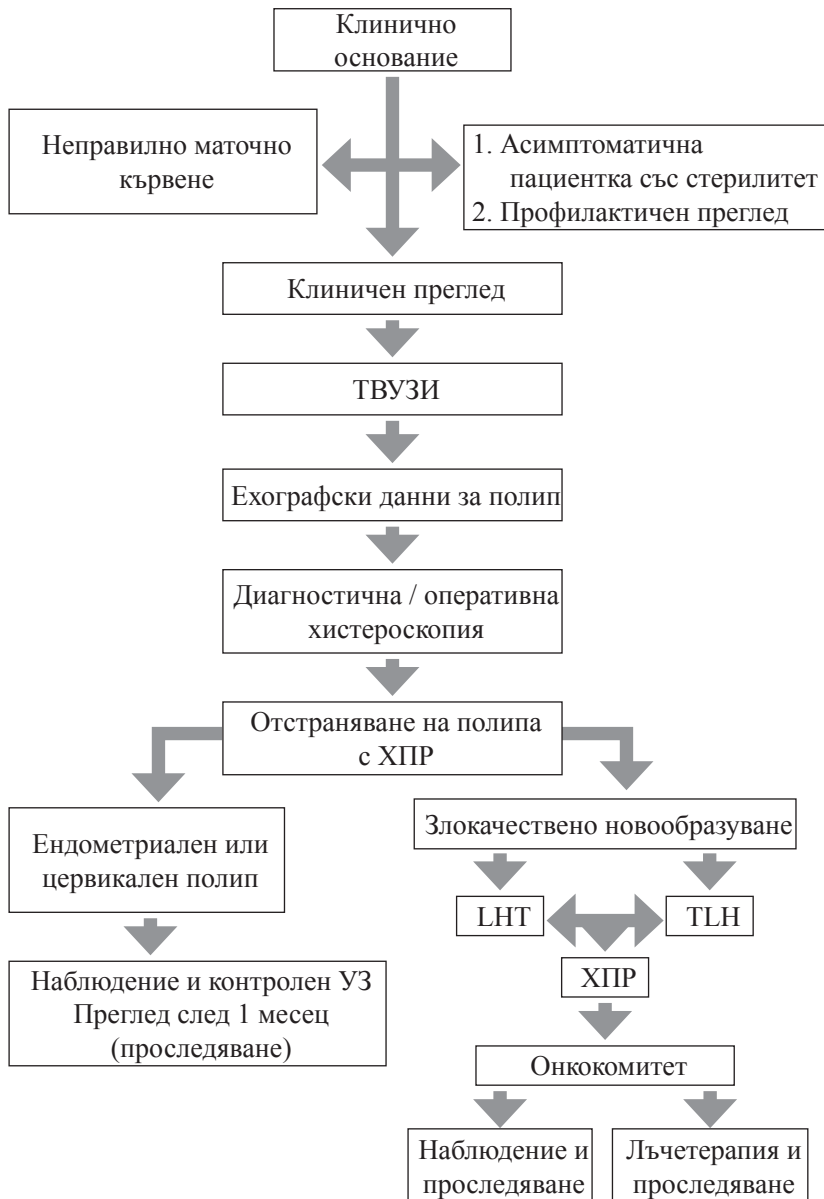 Клинично
основание
Неправилно маточно
кървене
1. Асимптоматична
пациентка със стерилитет
2. Профилактичен преглед
Клиничен преглед
ТВУЗИ
Ехографски данни за полип
Диагностична / оперативна
хистероскопия
Отстраняване на полипа
с ХПР
Ендометриален или
цервикален полип
Наблюдение и контролен УЗ
Преглед след 1 месец
(проследяване)
Злокачествено новообразуване
LHT
TLH
ХПР
Онкокомитет
Наблюдение и
проследяване
Лъчетерапия и
проследяване